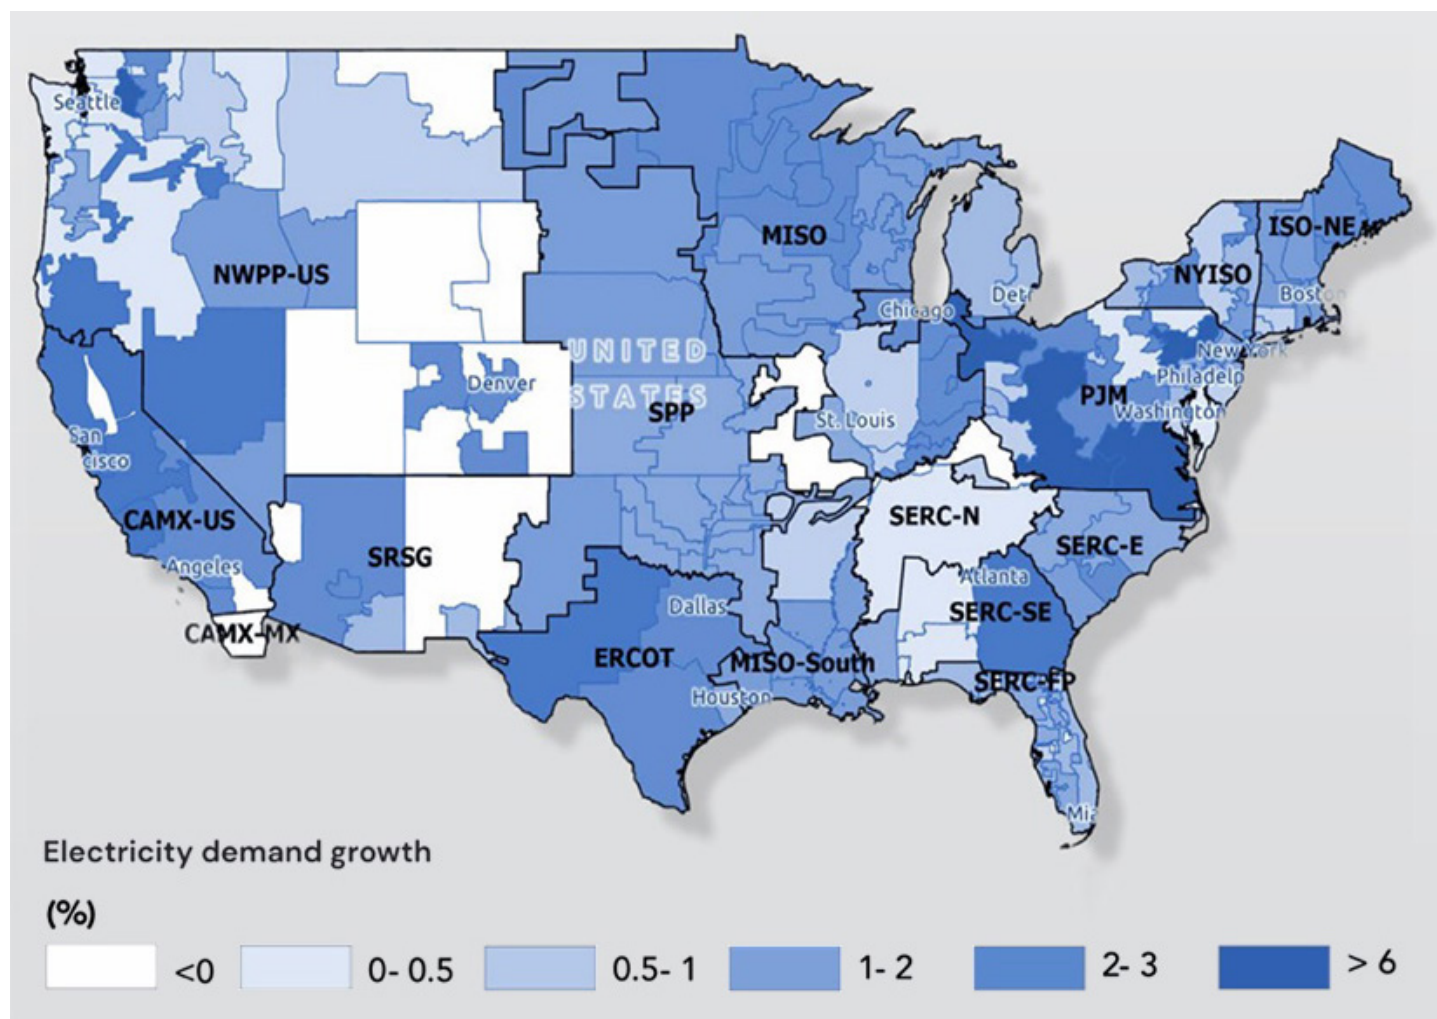 Seattle
ISO-NE
MISO
NWPP-US
NYISO
Detr
Boston
Chicago
UNITED
STATES
New York
Denver
Philadelp
PJM
Washington
SPP
St. Louis
San
cisco
CAMX-US
SERC-N
SERC-E
SRSG
Angeles
Atlanta
Dallas
SERC-SE
CAMX-MX
ERCOT
MISO-South
SERC-FP
Houston
Mia
Electricity demand growth
(%)
<0
0- 0.5
0.5- 1
1- 2
2- 3
> 6